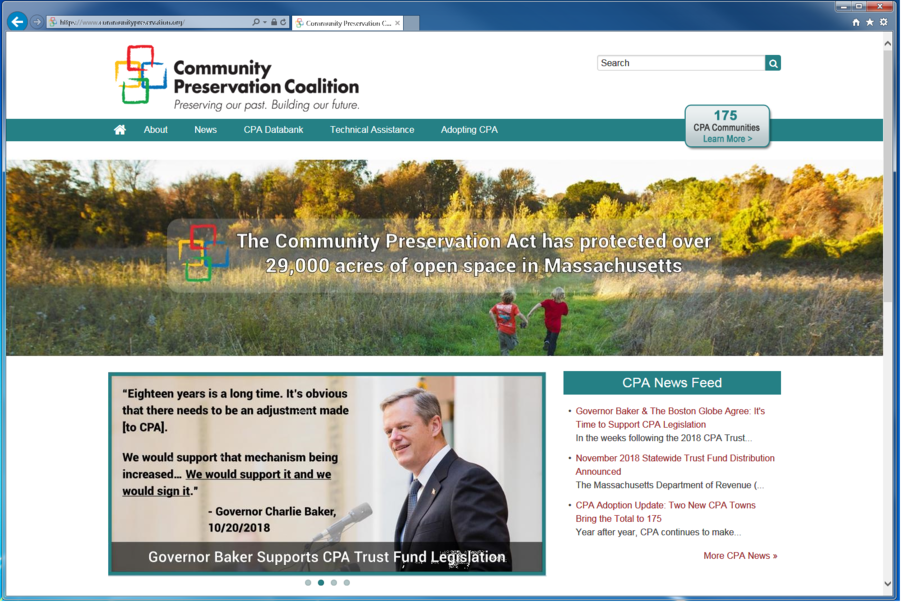 https://www.communitypreservation.org/
Community Preservation C...
Community
Preservation Coalition
Preserving our past. Building our future.
Search
About News CPA Databank Technical Assistance Adopting CPA
175
CPA Communities
Learn More >
The Community Preservation Act has protected over
29,000 acres of open space in Massachusetts
“Eighteen years is a long time. It’s obvious
that there needs to be an adjustment made
[to CPA].
We would support that mechanism being
increased... We would support it and we
would sign it.”
- Governor Charlie Baker,
10/20/2018
Governor Baker Supports CPA Trust Fund Legislation
CPA News Feed
• Governor Baker & The Boston Globe Agree: It's
Time to Support CPA Legislation
In the weeks following the 2018 CPA Trust...
• November 2018 Statewide Trust Fund Distribution
Announced
The Massachusetts Department of Revenue (...
• CPA Adoption Update: Two New CPA Towns
Bring the Total to 175
Year after year, CPA continues to make...
More CPA News »